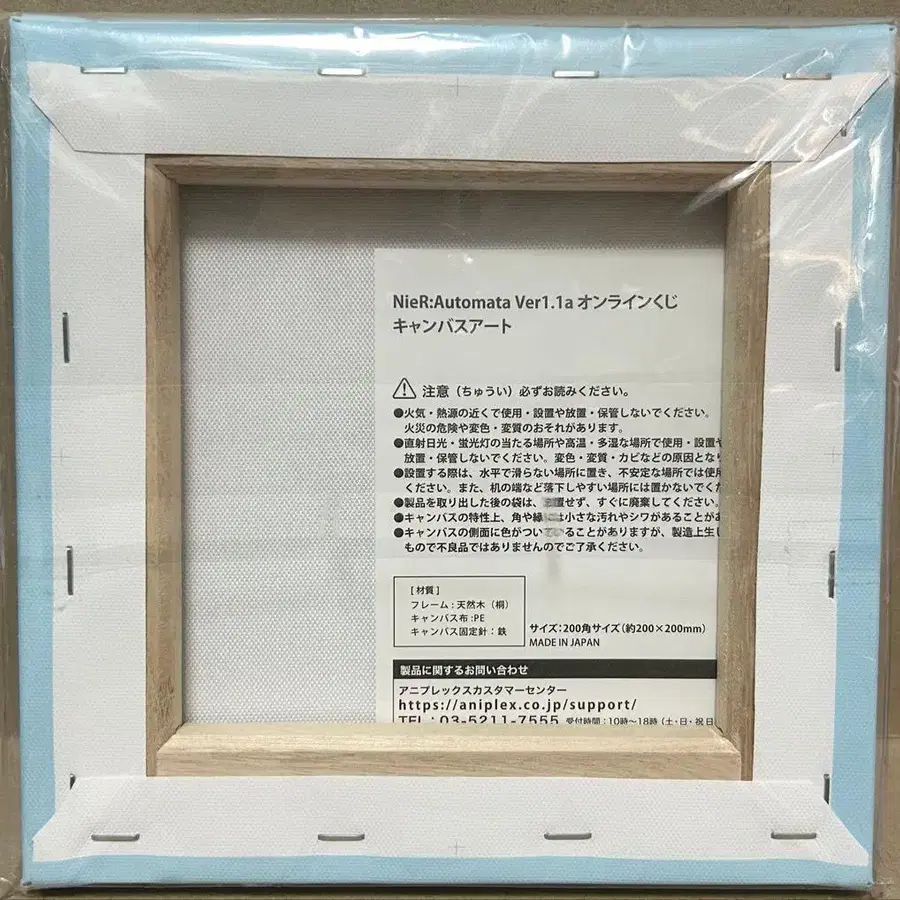 NieR:Automata Ver1.1a オンラインくじ
キャンバスアート
注意（ちゅうい）必ずお読みください。
●火気・熱源の近くで使用・設置や放置・保管しないでください。
火災の危険や変色・変質のおそれがあります。
●直射日光・蛍光灯の当たる場所や高温・多湿な場所で使用・設置や
放置・保管しないでください。変色・変質・カビなどの原因とな
●設置する際は、水平で滑らない場所に置き、不安定な場所では使用
ください。また、机の端など落下しやすい場所には置かないでくだ
●製品を取り出した後の袋は、せず、すぐに廃棄してください。
●キャンバスの特性上、角や縁には小さな汚れやシワがあることが
●キャンバスの側面に色がついていることがありますが、製造上生
もので不良品ではありませんのでご了承ください。
[材質]
フレーム：天然木（桐）
キャンバス布：PE
キャンバス固定針：鉄
サイズ：200角サイズ（約200×200mm）
MADE IN JAPAN
製品に関するお問い合わせ
アニプレックスカスタマーセンター
https://aniplex.co.jp/support/
TEL：03-5211-7555 受付時間：10時〜18時（土・日・祝日